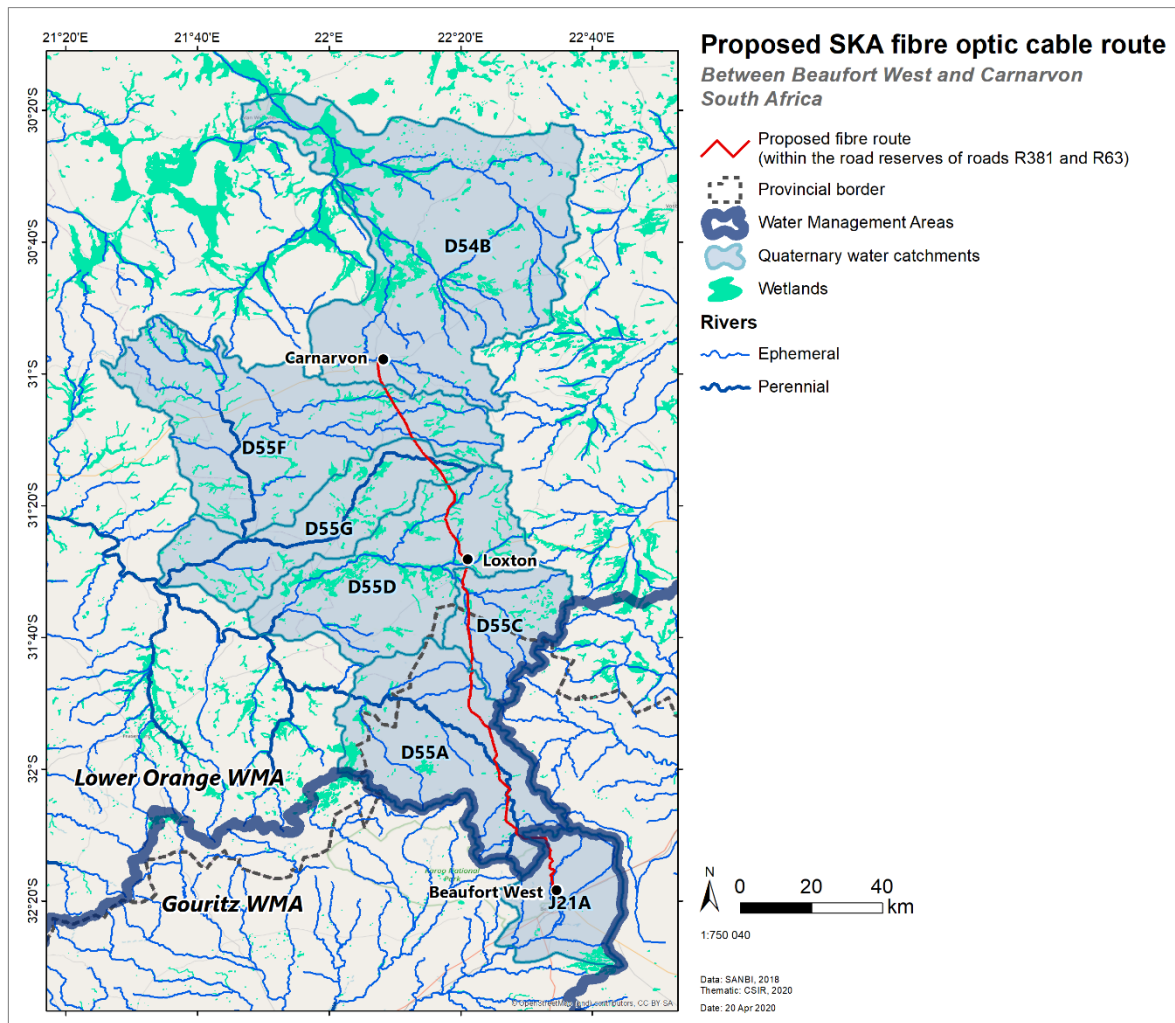 Proposed SKA fibre optic cable route
Between Beaufort West and Carnarvon
South Africa
Proposed fibre route
(within the road reserves of roads R381 and R63)
Provincial border
Water Management Areas
Quaternary water catchments
Wetlands
Rivers
Ephemeral
Perennial
N
0 20 40
km
1:750 040
Data: SANBI, 2018
Thematic: CSIR, 2020
Date: 20 Apr 2020
21°20'E 21°40'E 22°E 22°20'E 22°40'E
30°20'S
30°40'S
31°S
31°20'S
31°40'S
32°S
32°20'S
D54B
Carnarvon
D55F
D55G
Loxton
D55D
D55C
D55A
Lower Orange WMA
Beaufort West
J21A
Gouritz WMA